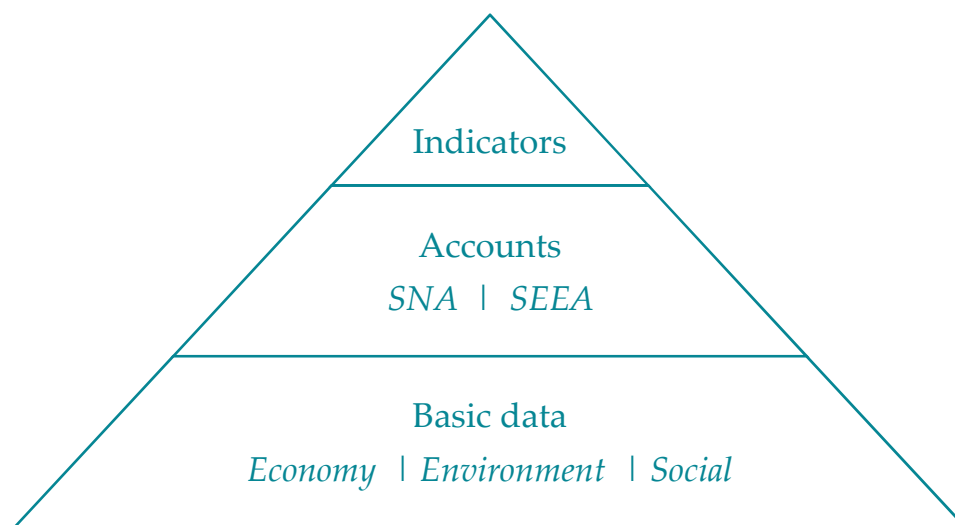 Indicators
Accounts
SNA | SEEA
Basic data
Economy | Environment | Social